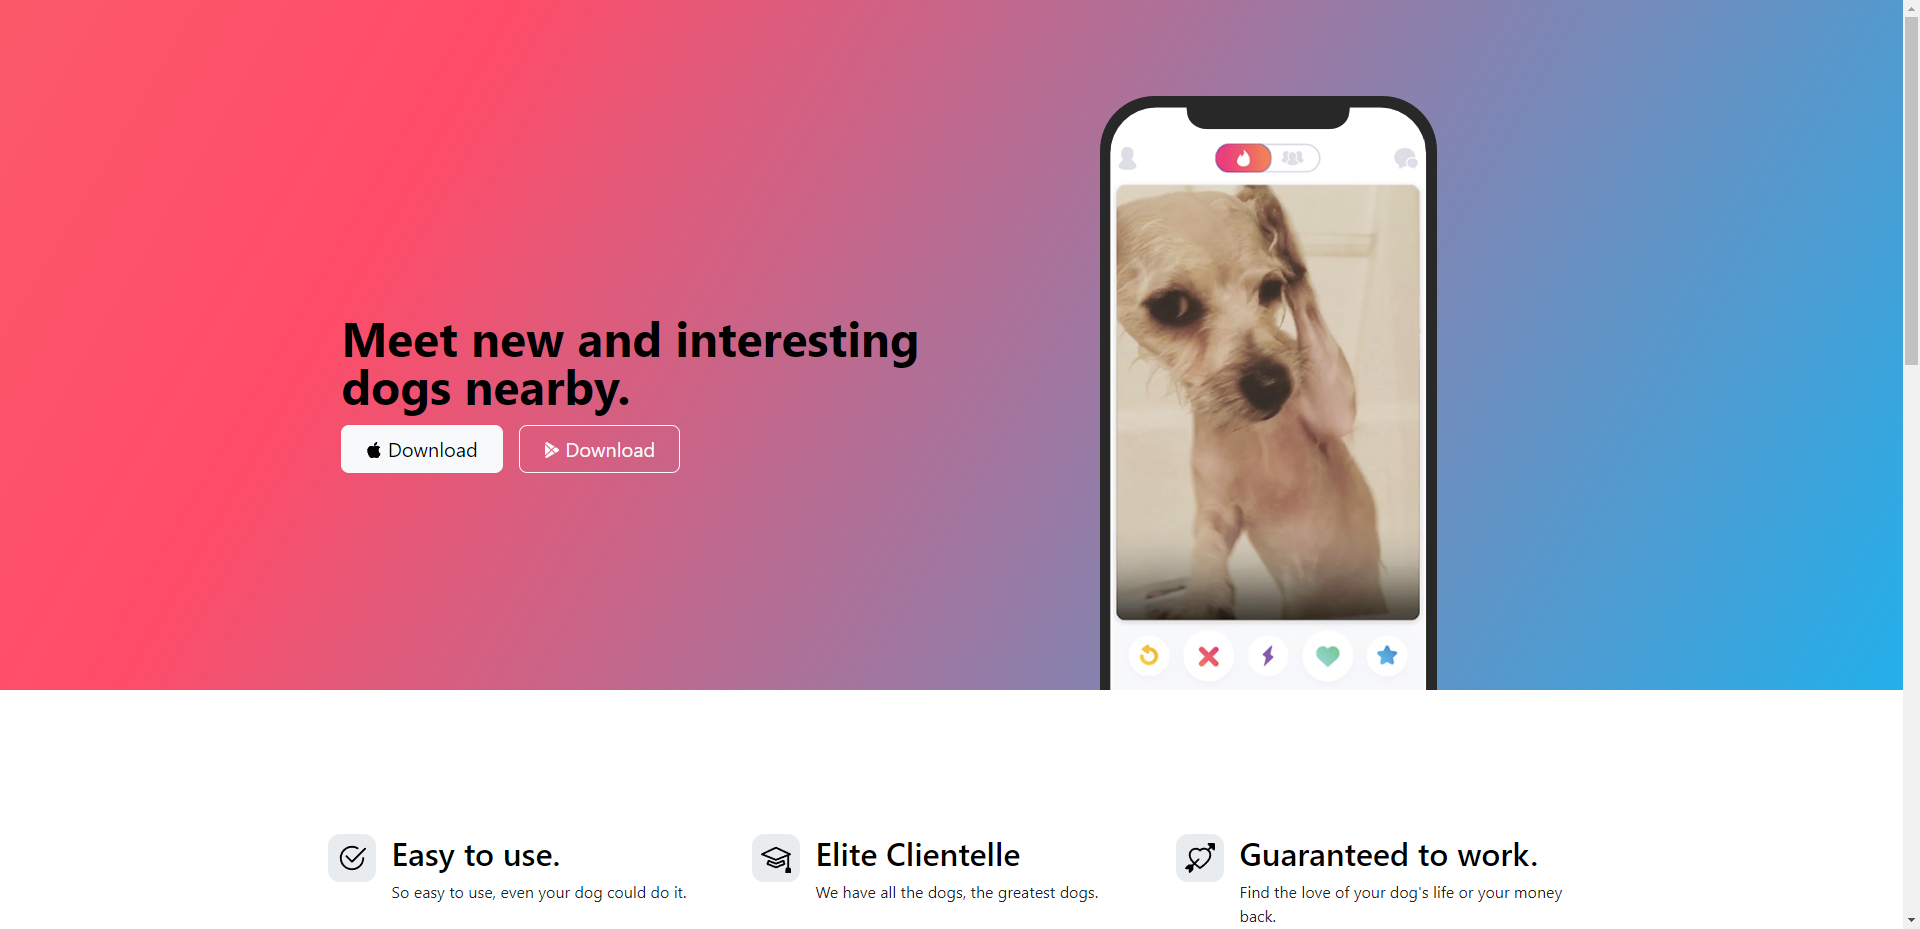 Meet new and interesting
dogs nearby.
Download
Download
Easy to use.
So easy to use, even your dog could do it.
Elite Clientelle
We have all the dogs, the greatest dogs.
Guaranteed to work.
Find the love of your dog's life or your money
back.